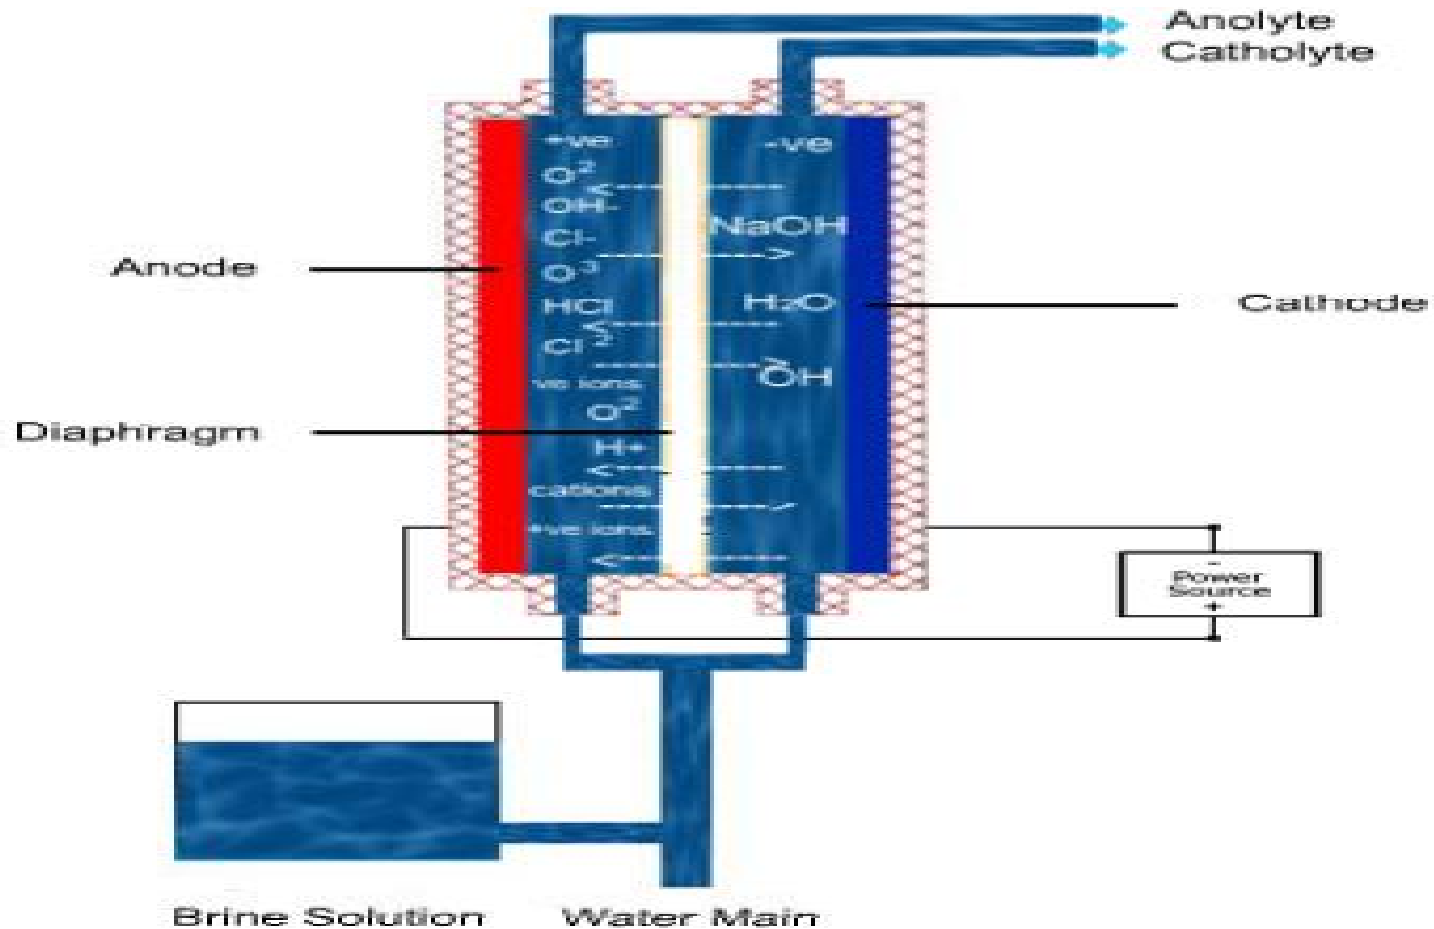 Anolyte
Catholyte
+ve
-ve
O²
OH-
NaOH
Cl-
Anode
O³
HCl
H₂O
Cathode
Cl²
OH
ve ions
O²
Diaphragm
H+
cations
+ve ions
-
Power
Source
+
Brine Solution
Water Main